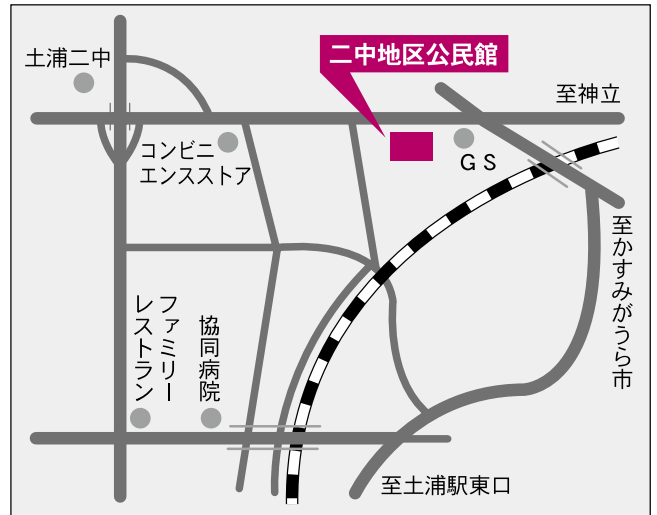 二中地区公民館
土浦二中
至神立
コンビニ
エンスストア
ＧＳ
至かすみがうら市
ファミリー
レストラン
協同病院
至土浦駅東口